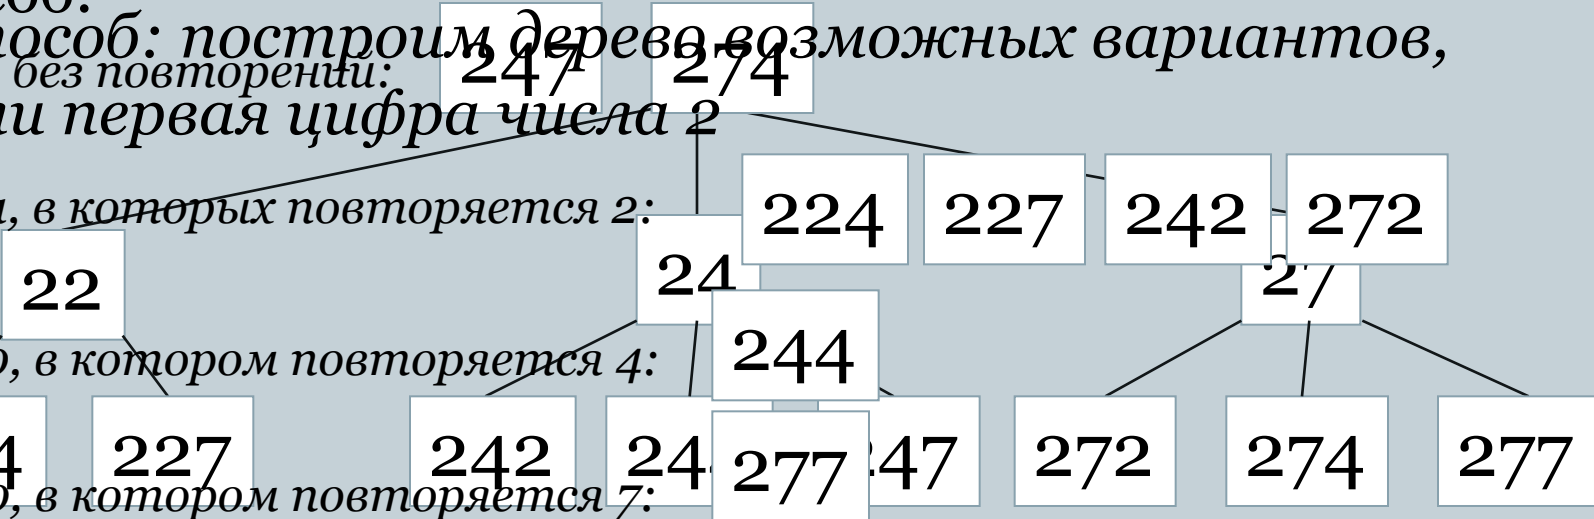 построим дерево возможных вариантов,
без повторений: 247 274
первая цифра числа 2
в которых повторяется 2: 224 227 242 272
22 24 27
в котором повторяется 4: 244
227 242 247 272 274 277
в котором повторяется 7: 277